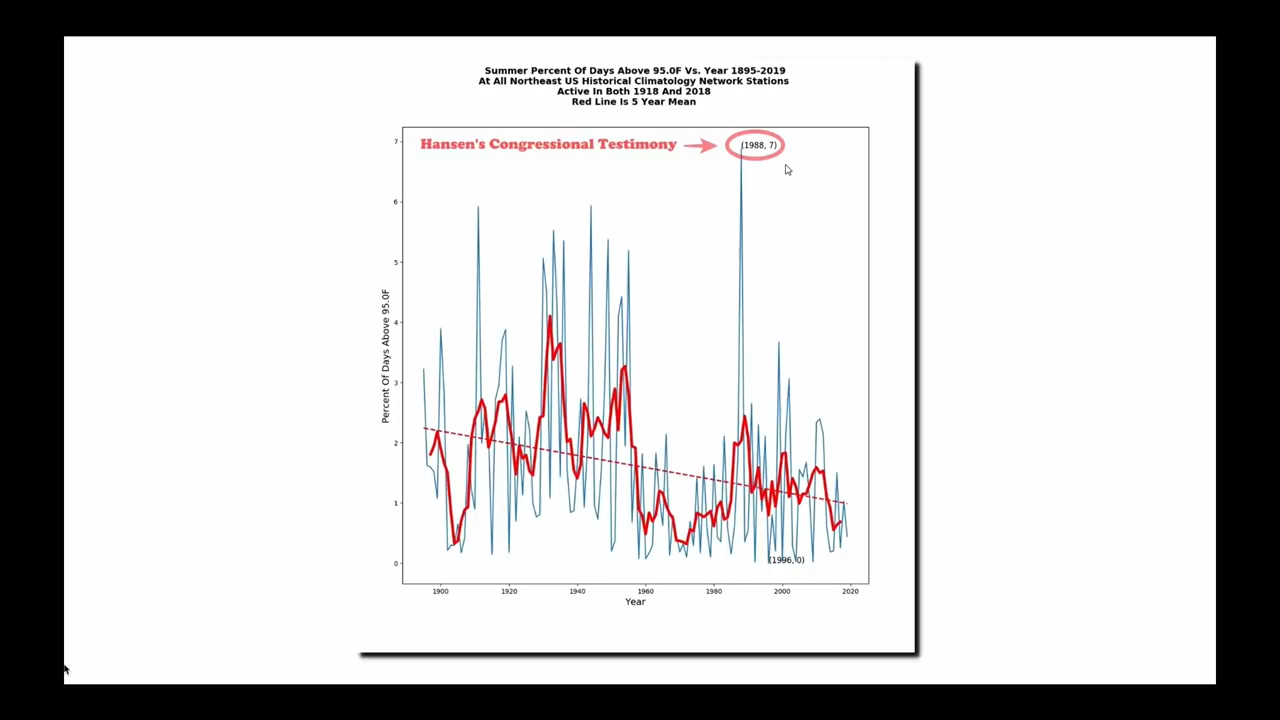 Summer Percent Of Days Above 95.0F Vs. Year 1895-2019
At All Northeast US Historical Climatology Network Stations
Active In Both 1918 And 2018
Red Line Is 5 Year Mean
Hansen's Congressional Testimony
(1988, 7)
7
6
5
4
3
2
1
0
Percent Of Days Above 95.0F
(1996, 0)
1900
1920
1940
1960
1980
2000
2020
Year